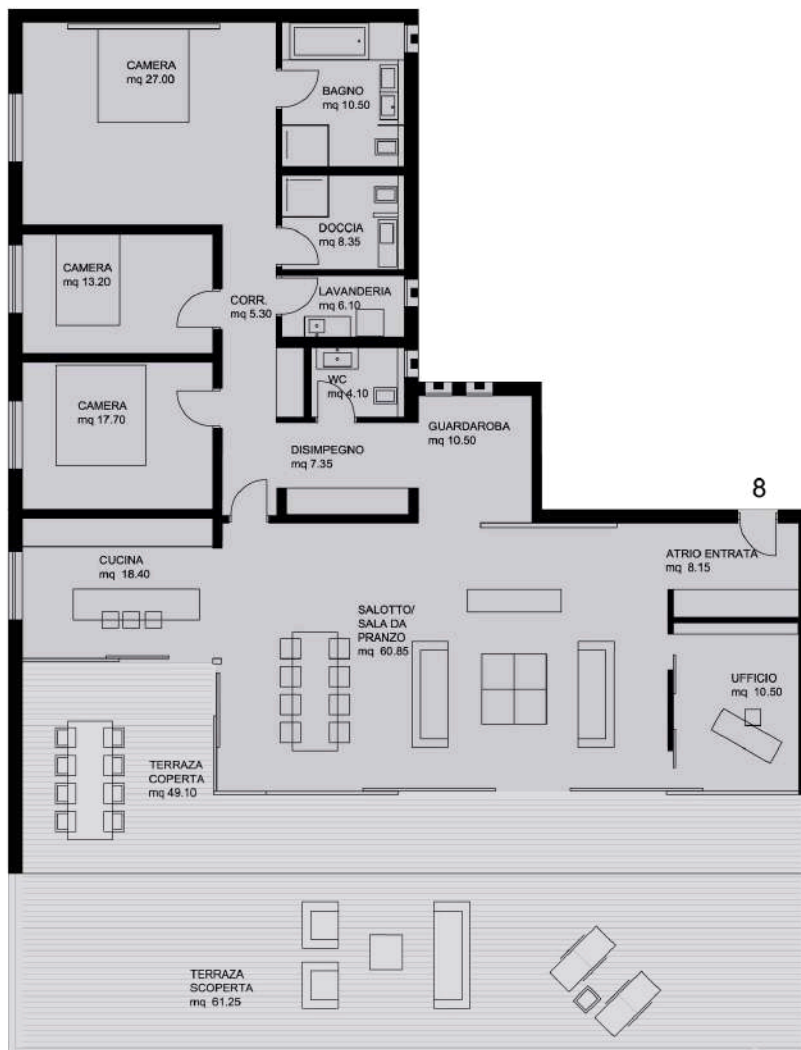 CAMERA
mq 27.00
BAGNO
mq 10.50
DOCCIA
mq 8.35
CAMERA
mq 13.20
CORR.
mq 5.30
LAVANDERIA
mq 6.10
WC
mq 4.10
CAMERA
mq 17.70
GUARDAROBA
mq 10.50
DISIMPEGNO
mq 7.35
8
CUCINA
mq 18.40
ATRIO ENTRATA
mq 8.15
SALOTTO/
SALA DA
PRANZO
mq 60.85
UFFICIO
mq 10.50
TERRAZA
COPERTA
mq 49.10
TERRAZA
SCOPERTA
mq 61.25